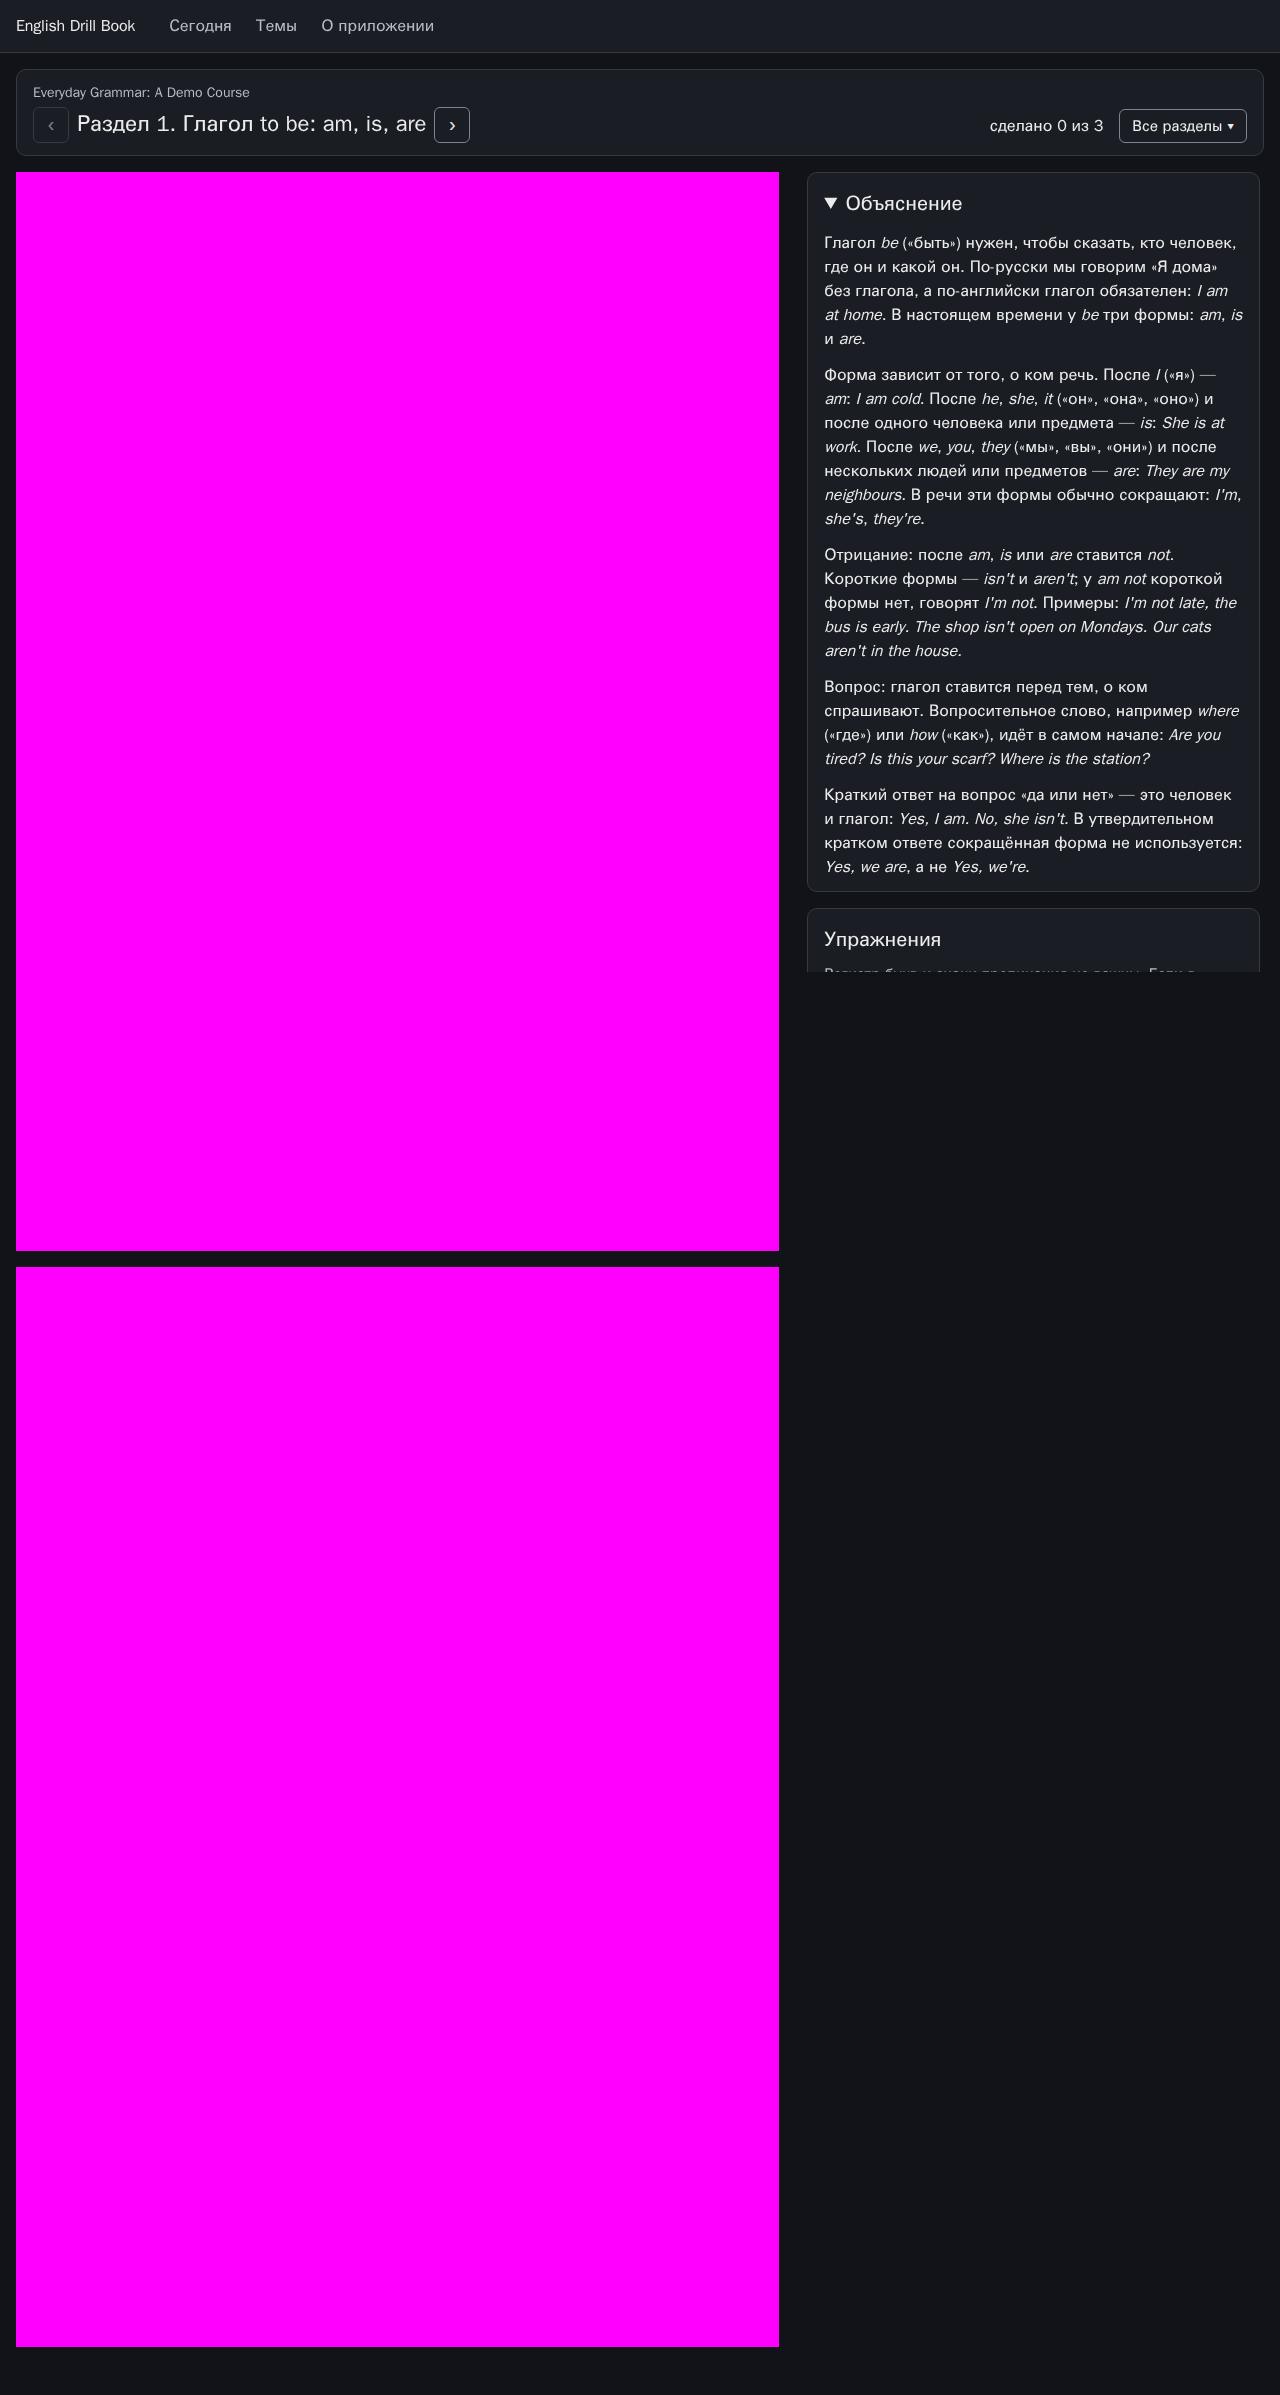 English Drill Book Сегодня Темы О приложении
Everyday Grammar: A Demo Course
‹ Раздел 1. Глагол to be: am, is, are ›
сделано 0 из 3 Все разделы ▾
▼ Объяснение
Глагол be («быть») нужен, чтобы сказать, кто человек,
где он и какой он. По-русски мы говорим «Я дома»
без глагола, а по-английски глагол обязателен: I am
at home. В настоящем времени у be три формы: am, is
и are.
Форма зависит от того, о ком речь. После I («я») —
am: I am cold. После he, she, it («он», «она», «оно») и
после одного человека или предмета — is: She is at
work. После we, you, they («мы», «вы», «они») и после
нескольких людей или предметов — are: They are my
neighbours. В речи эти формы обычно сокращают: I'm,
she's, they're.
Отрицание: после am, is или are ставится not.
Короткие формы — isn't и aren't; у am not короткой
формы нет, говорят I'm not. Примеры: I'm not late, the
bus is early. The shop isn't open on Mondays. Our cats
aren't in the house.
Вопрос: глагол ставится перед тем, о ком
спрашивают. Вопросительное слово, например where
(«где») или how («как»), идёт в самом начале: Are you
tired? Is this your scarf? Where is the station?
Краткий ответ на вопрос «да или нет» — это человек
и глагол: Yes, I am. No, she isn't. В утвердительном
кратком ответе сокращённая форма не используется:
Yes, we are, а не Yes, we're.
Упражнения